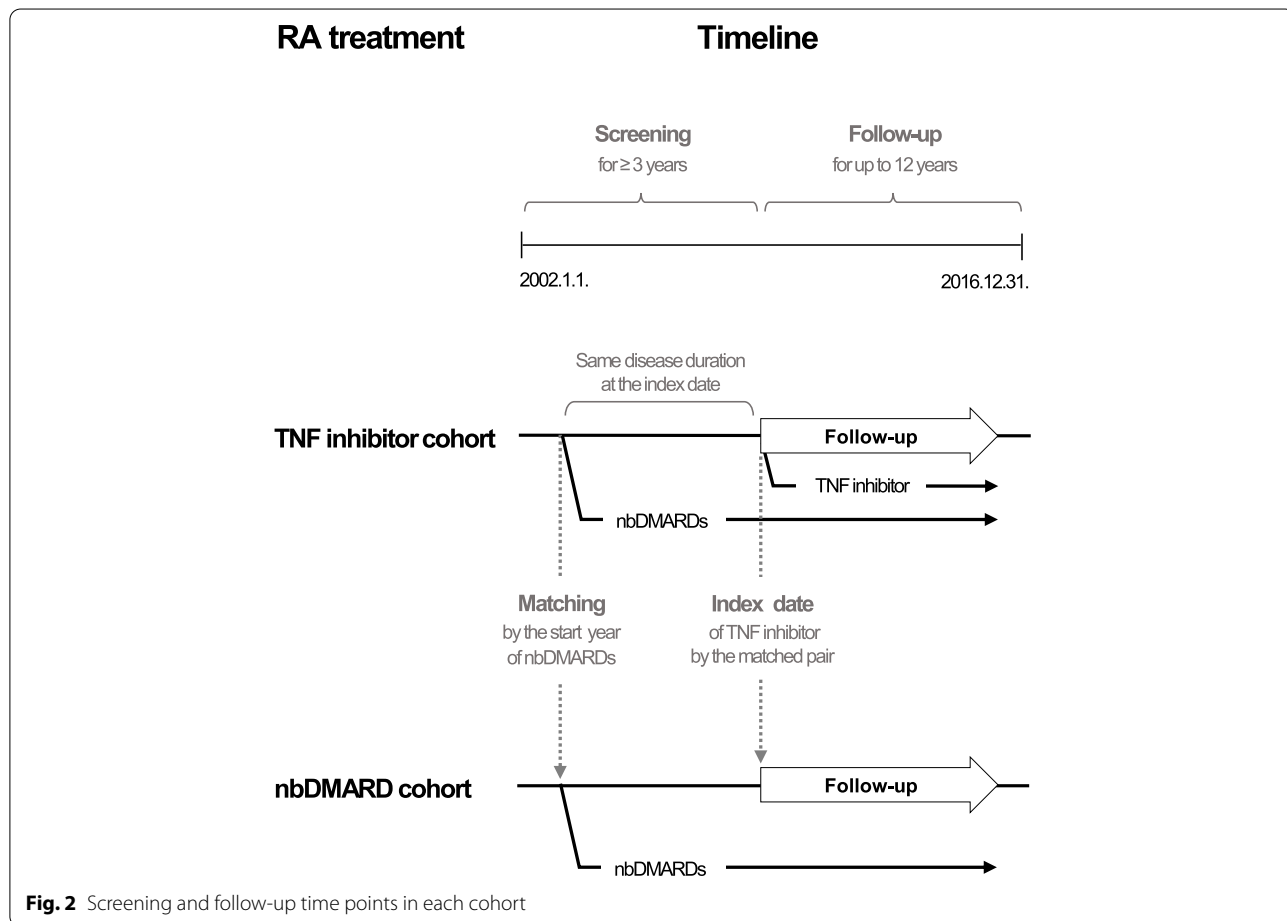 RA treatment
Timeline
Screening
for ≥ 3 years
Follow-up
for up to 12 years
2002.1.1.
2016.12.31.
Same disease duration
at the index date
TNF inhibitor cohort
Follow-up
TNF inhibitor
nbDMARDs
Matching
by the start year
of nbDMARDs
Index date
of TNF inhibitor
by the matched pair
nbDMARD cohort
Follow-up
nbDMARDs
Fig. 2 Screening and follow-up time points in each cohort